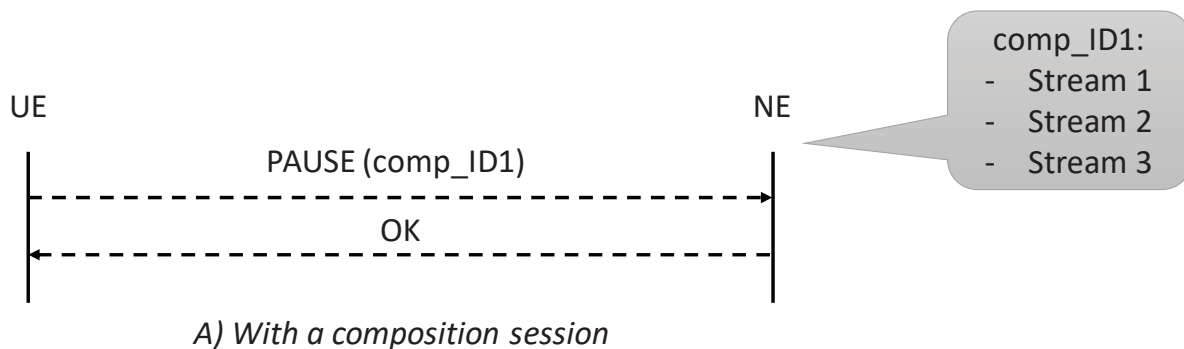 comp_ID1:
- Stream 1
- Stream 2
- Stream 3
UE
NE
PAUSE (comp_ID1)
OK
A) With a composition session